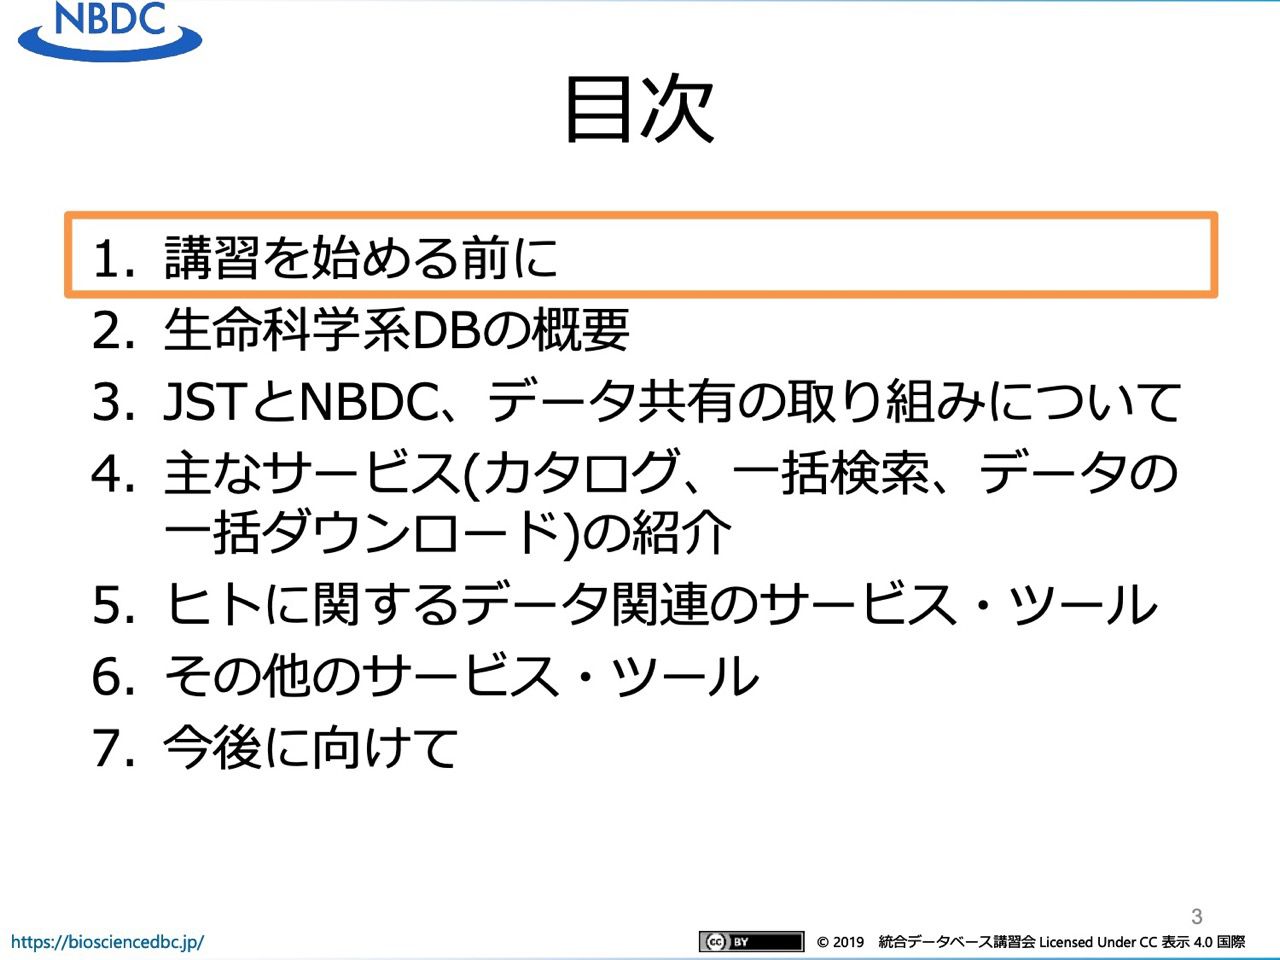 NBDC
目次
1. 講習を始める前に
2. 生命科学系DBの概要
3. JSTとNBDC、データ共有の取り組みについて
4. 主なサービス(カタログ、一括検索、データの
一括ダウンロード)の紹介
5. ヒトに関するデータ関連のサービス・ツール
6. その他のサービス・ツール
7. 今後に向けて
3
https://biosciencedbc.jp/
cc BY © 2019 統合データベース講習会 Licensed Under CC 表示 4.0 国際